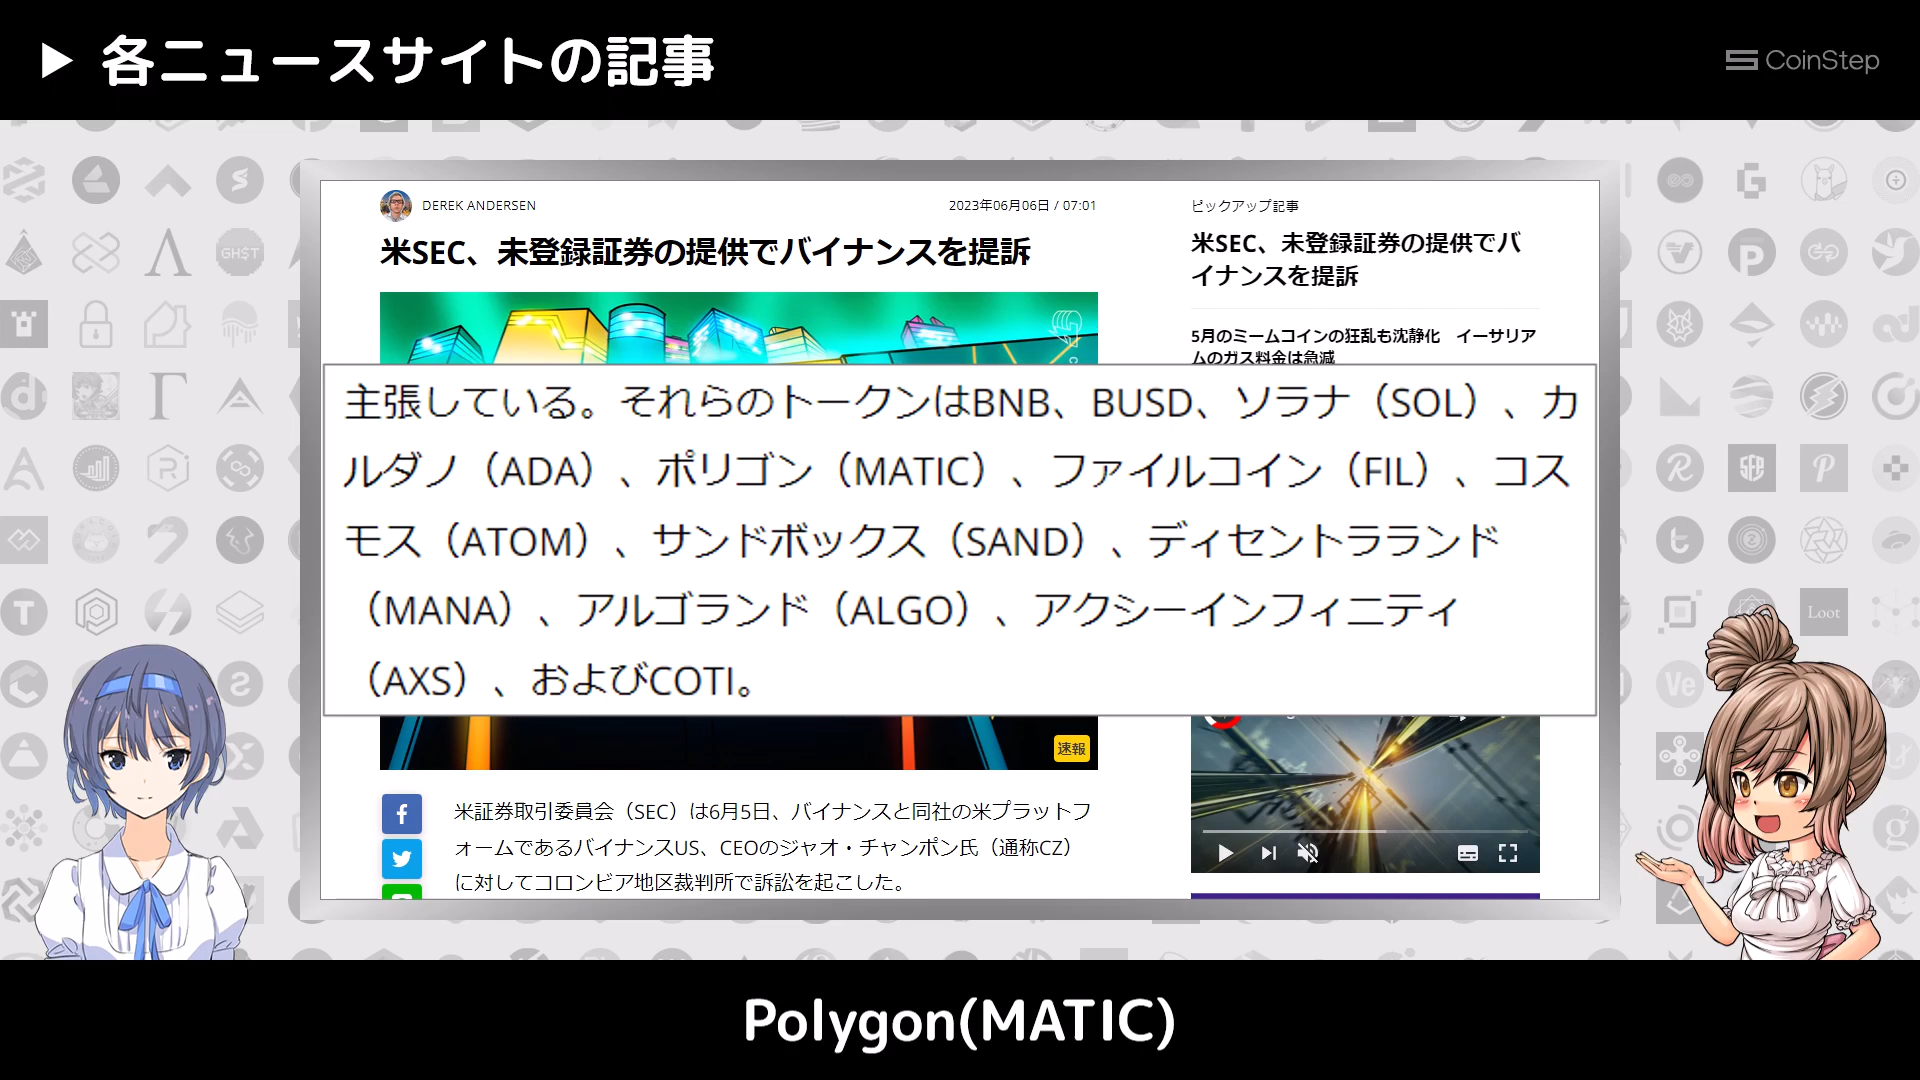 ▶ 各ニュースサイトの記事
CoinStep
DEREK ANDERSEN
2023年06月06日 / 07:01
米SEC、未登録証券の提供でバイナンスを提訴
ピックアップ記事
米SEC、未登録証券の提供でバ
イナンスを提訴
5月のミームコインの狂乱も沈静化　イーサリア
ムのガス料金は急減
主張している。それらのトークンはBNB、BUSD、ソラナ（SOL）、カ
ルダノ（ADA）、ポリゴン（MATIC）、ファイルコイン（FIL）、コス
モス（ATOM）、サンドボックス（SAND）、ディセントラランド
（MANA）、アルゴランド（ALGO）、アクシーインフィニティ
（AXS）、およびCOTI。
速報
米証券取引委員会（SEC）は6月5日、バイナンスと同社の米プラットフ
ォームであるバイナンスUS、CEOのジャオ・チャンポン氏（通称CZ）
に対してコロンビア地区裁判所で訴訟を起こした。
GH$T
Loot
Ve
SFP
Polygon(MATIC)